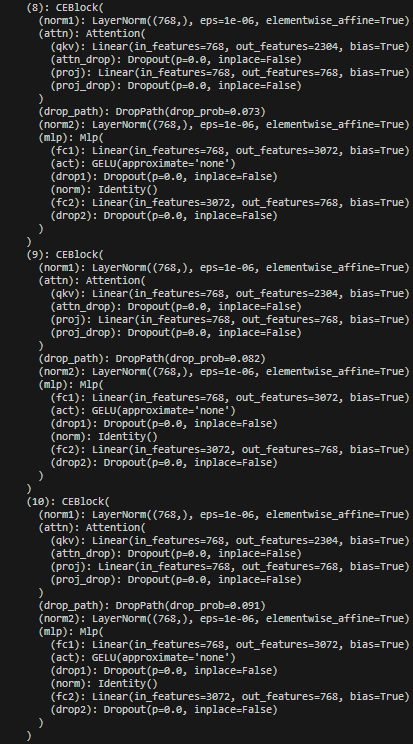 (8): CEBlock(
(norm1): LayerNorm((768,), eps=1e-06, elementwise_affine=True)
(attn): Attention(
(qkv): Linear(in_features=768, out_features=2304, bias=True)
(attn_drop): Dropout(p=0.0, inplace=False)
(proj): Linear(in_features=768, out_features=768, bias=True)
(proj_drop): Dropout(p=0.0, inplace=False)
)
(drop_path): DropPath(drop_prob=0.073)
(norm2): LayerNorm((768,), eps=1e-06, elementwise_affine=True)
(mlp): Mlp(
(fc1): Linear(in_features=768, out_features=3072, bias=True)
(act): GELU(approximate='none')
(drop1): Dropout(p=0.0, inplace=False)
(norm): Identity()
(fc2): Linear(in_features=3072, out_features=768, bias=True)
(drop2): Dropout(p=0.0, inplace=False)
)
)
(9): CEBlock(
(norm1): LayerNorm((768,), eps=1e-06, elementwise_affine=True)
(attn): Attention(
(qkv): Linear(in_features=768, out_features=2304, bias=True)
(attn_drop): Dropout(p=0.0, inplace=False)
(proj): Linear(in_features=768, out_features=768, bias=True)
(proj_drop): Dropout(p=0.0, inplace=False)
)
(drop_path): DropPath(drop_prob=0.082)
(norm2): LayerNorm((768,), eps=1e-06, elementwise_affine=True)
(mlp): Mlp(
(fc1): Linear(in_features=768, out_features=3072, bias=True)
(act): GELU(approximate='none')
(drop1): Dropout(p=0.0, inplace=False)
(norm): Identity()
(fc2): Linear(in_features=3072, out_features=768, bias=True)
(drop2): Dropout(p=0.0, inplace=False)
)
)
(10): CEBlock(
(norm1): LayerNorm((768,), eps=1e-06, elementwise_affine=True)
(attn): Attention(
(qkv): Linear(in_features=768, out_features=2304, bias=True)
(attn_drop): Dropout(p=0.0, inplace=False)
(proj): Linear(in_features=768, out_features=768, bias=True)
(proj_drop): Dropout(p=0.0, inplace=False)
)
(drop_path): DropPath(drop_prob=0.091)
(norm2): LayerNorm((768,), eps=1e-06, elementwise_affine=True)
(mlp): Mlp(
(fc1): Linear(in_features=768, out_features=3072, bias=True)
(act): GELU(approximate='none')
(drop1): Dropout(p=0.0, inplace=False)
(norm): Identity()
(fc2): Linear(in_features=3072, out_features=768, bias=True)
(drop2): Dropout(p=0.0, inplace=False)
)
)